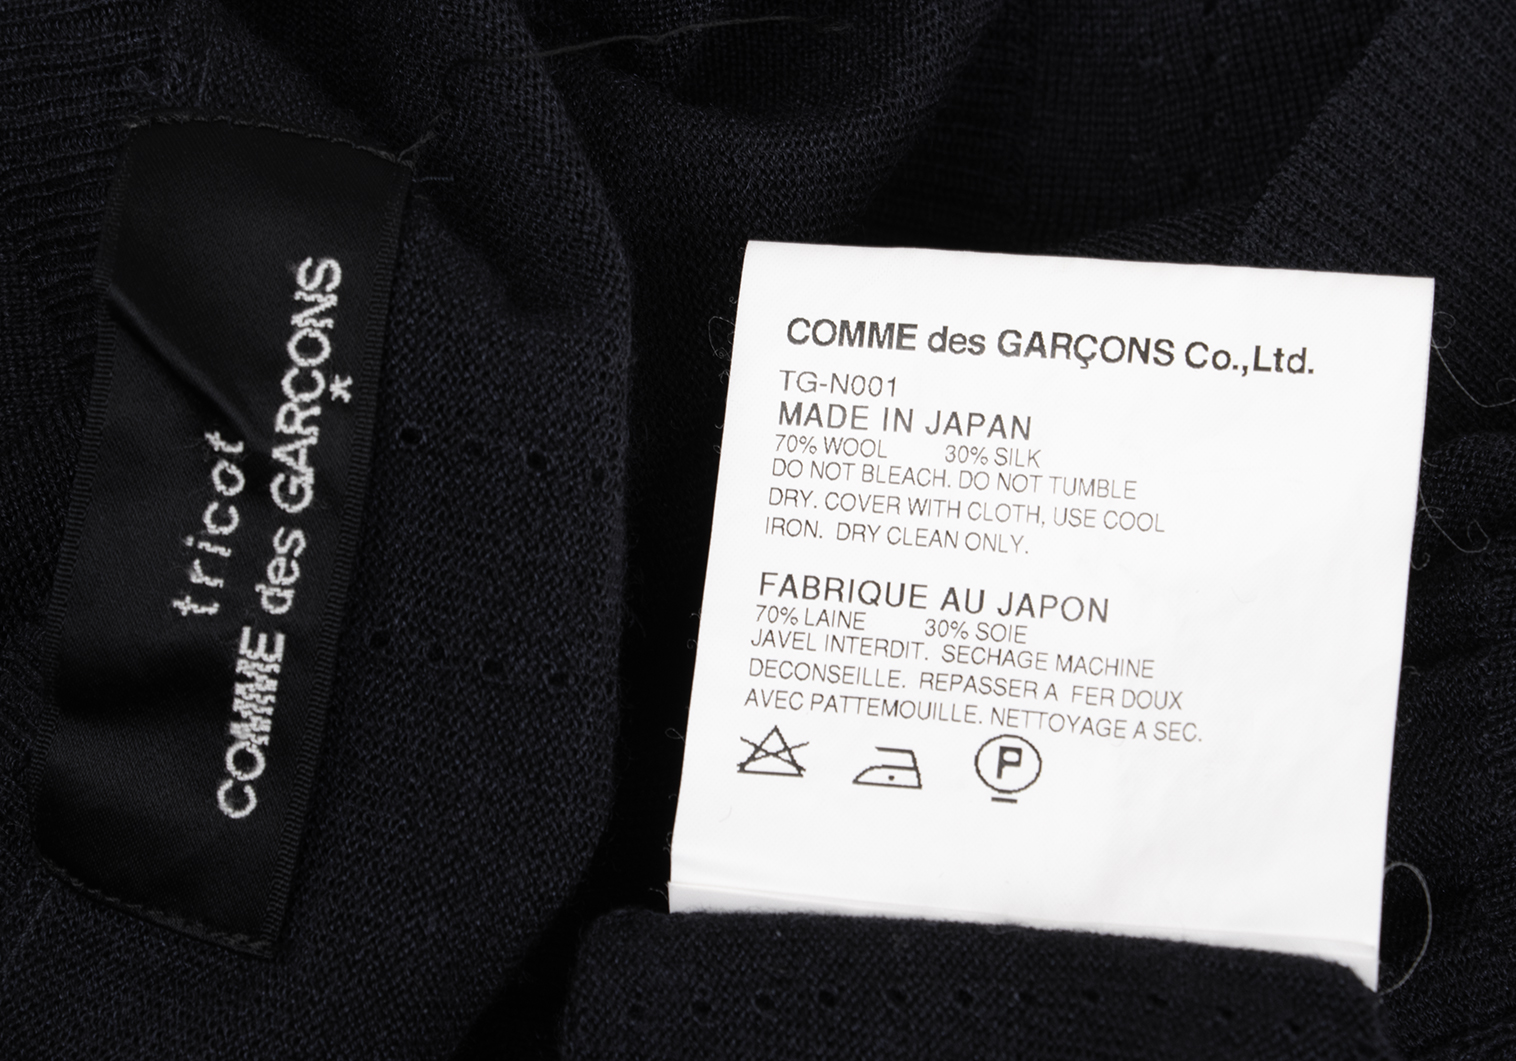 tricot
COMME des GARÇONS
*
COMME des GARÇONS Co.,Ltd.
TG-N001
MADE IN JAPAN
70% WOOL 30% SILK
DO NOT BLEACH. DO NOT TUMBLE
DRY. COVER WITH CLOTH, USE COOL
IRON. DRY CLEAN ONLY.
FABRIQUE AU JAPON
70% LAINE 30% SOIE
JAVEL INTERDIT. SECHAGE MACHINE
DECONSEILLE. REPASSER A FER DOUX
AVEC PATTEMOUILLE. NETTOYAGE A SEC.
P